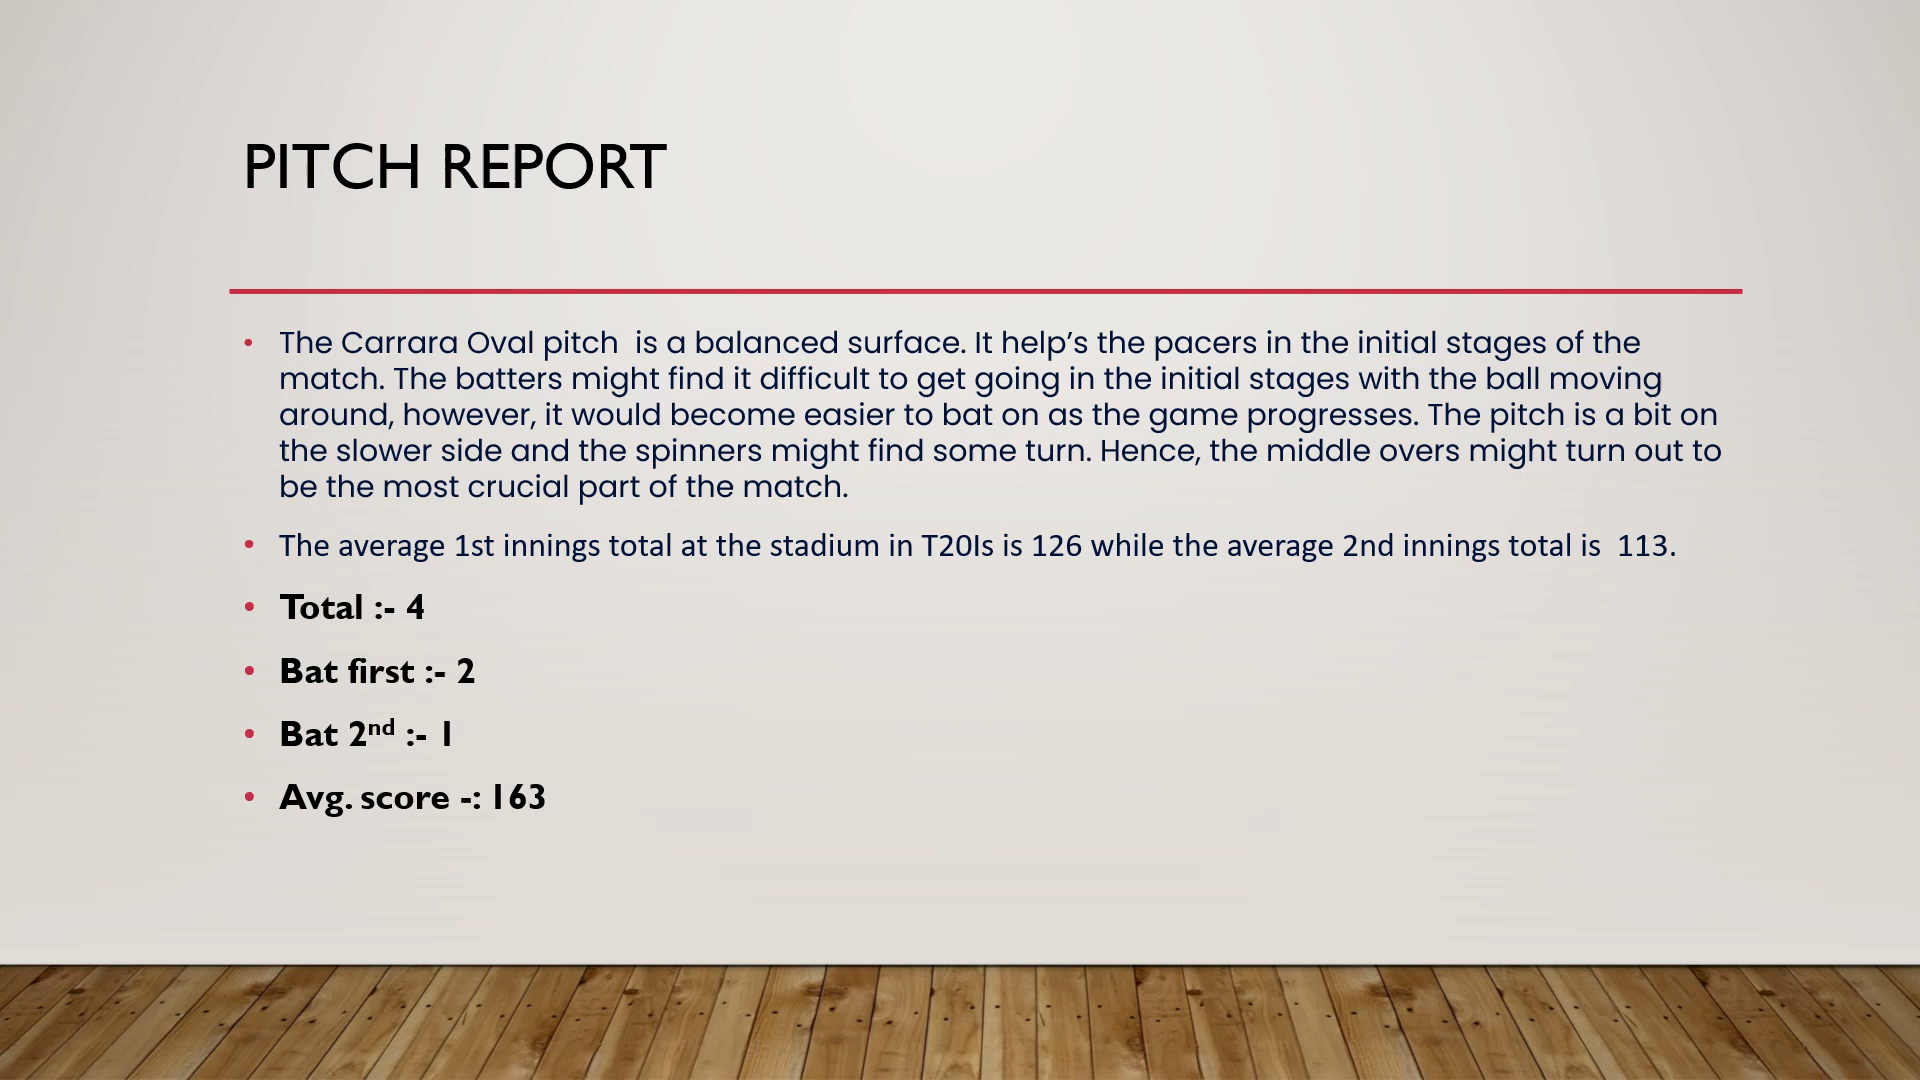 PITCH REPORT
• The Carrara Oval pitch  is a balanced surface. It help’s the pacers in the initial stages of the
match. The batters might find it difficult to get going in the initial stages with the ball moving
around, however, it would become easier to bat on as the game progresses. The pitch is a bit on
the slower side and the spinners might find some turn. Hence, the middle overs might turn out to
be the most crucial part of the match.
• The average 1st innings total at the stadium in T20Is is 126 while the average 2nd innings total is  113.
• Total :- 4
• Bat first :- 2
• Bat 2nd :- 1
• Avg. score -: 163